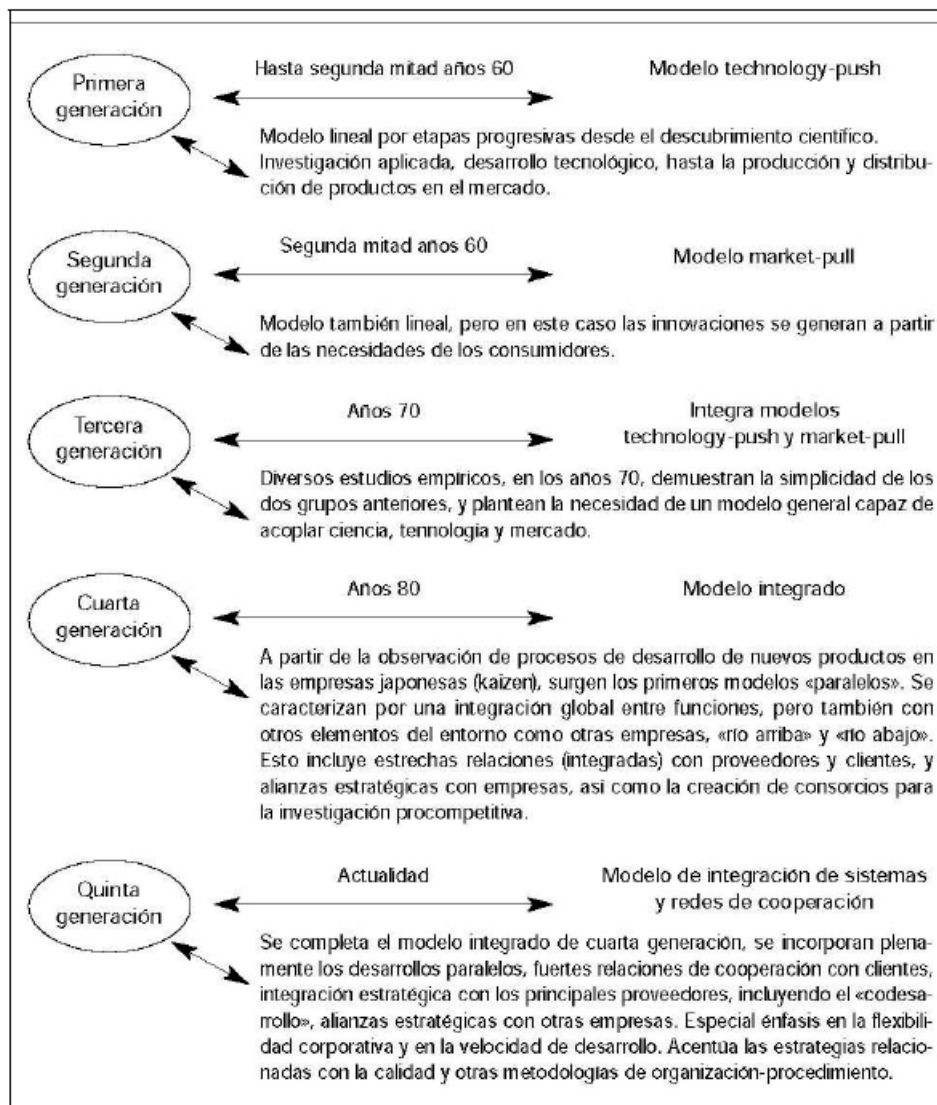 Primera
generación
Hasta segunda mitad años 60
Modelo technology-push
Modelo lineal por etapas progresivas desde el descubrimiento científico.
Investigación aplicada, desarrollo tecnológico, hasta la producción y distribu-
ción de productos en el mercado.
Segunda
generación
Segunda mitad años 60
Modelo market-pull
Modelo también lineal, pero en este caso las innovaciones se generan a partir
de las necesidades de los consumidores.
Tercera
generación
Años 70
Integra modelos
technology-push y market-pull
Diversos estudios empíricos, en los años 70, demuestran la simplicidad de los
dos grupos anteriores, y plantean la necesidad de un modelo general capaz de
acoplar ciencia, tennología y mercado.
Cuarta
generación
Años 80
Modelo integrado
A partir de la observación de procesos de desarrollo de nuevos productos en
las empresas japonesas (kaizen), surgen los primeros modelos «paralelos». Se
caracterizan por una integración global entre funciones, pero también con
otros elementos del entorno como otras empresas, «río arriba» y «río abajo».
Esto incluye estrechas relaciones (integradas) con proveedores y clientes, y
alianzas estratégicas con empresas, así como la creación de consorcios para
la investigación procompetitiva.
Quinta
generación
Actualidad
Modelo de integración de sistemas
y redes de cooperación
Se completa el modelo integrado de cuarta generación, se incorporan plena-
mente los desarrollos paralelos, fuertes relaciones de cooperación con clientes,
integración estratégica con los principales proveedores, incluyendo el «codesa-
rrollo», alianzas estratégicas con otras empresas. Especial énfasis en la flexibili-
dad corporativa y en la velocidad de desarrollo. Acentúa las estrategias relacio-
nadas con la calidad y otras metodologías de organización-procedimiento.